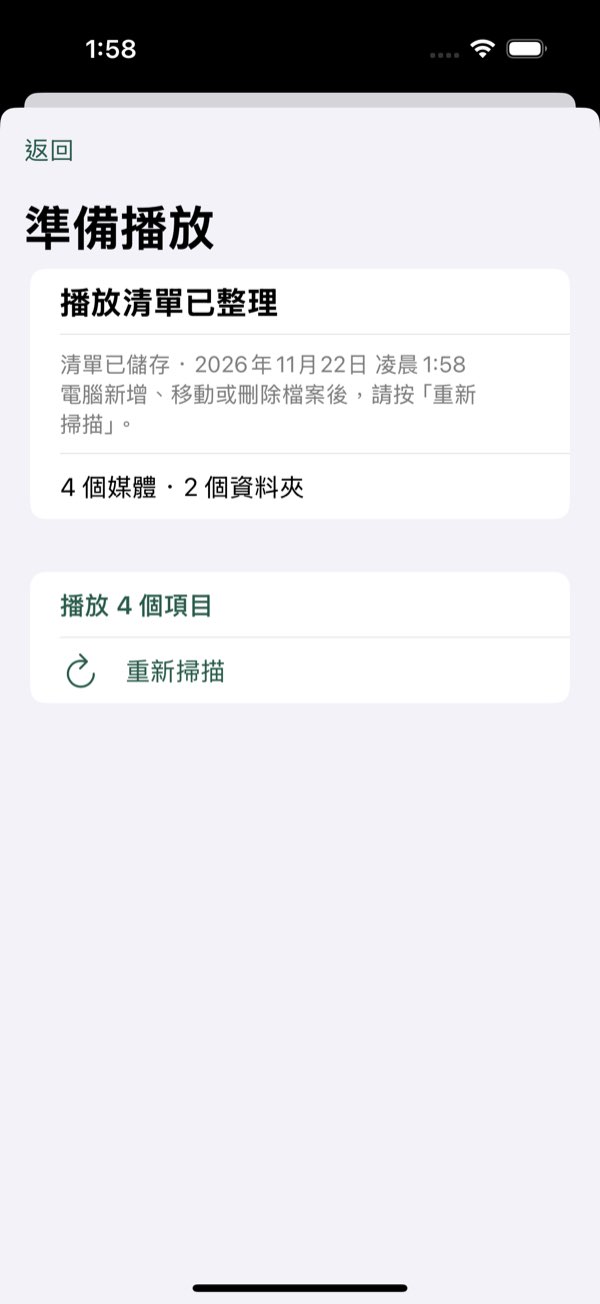 1:58
返回
準備播放
播放清單已整理
清單已儲存・2026年11月22日 凌晨1:58
電腦新增、移動或刪除檔案後，請按「重新
掃描」。
4 個媒體・2 個資料夾
播放 4 個項目
重新掃描